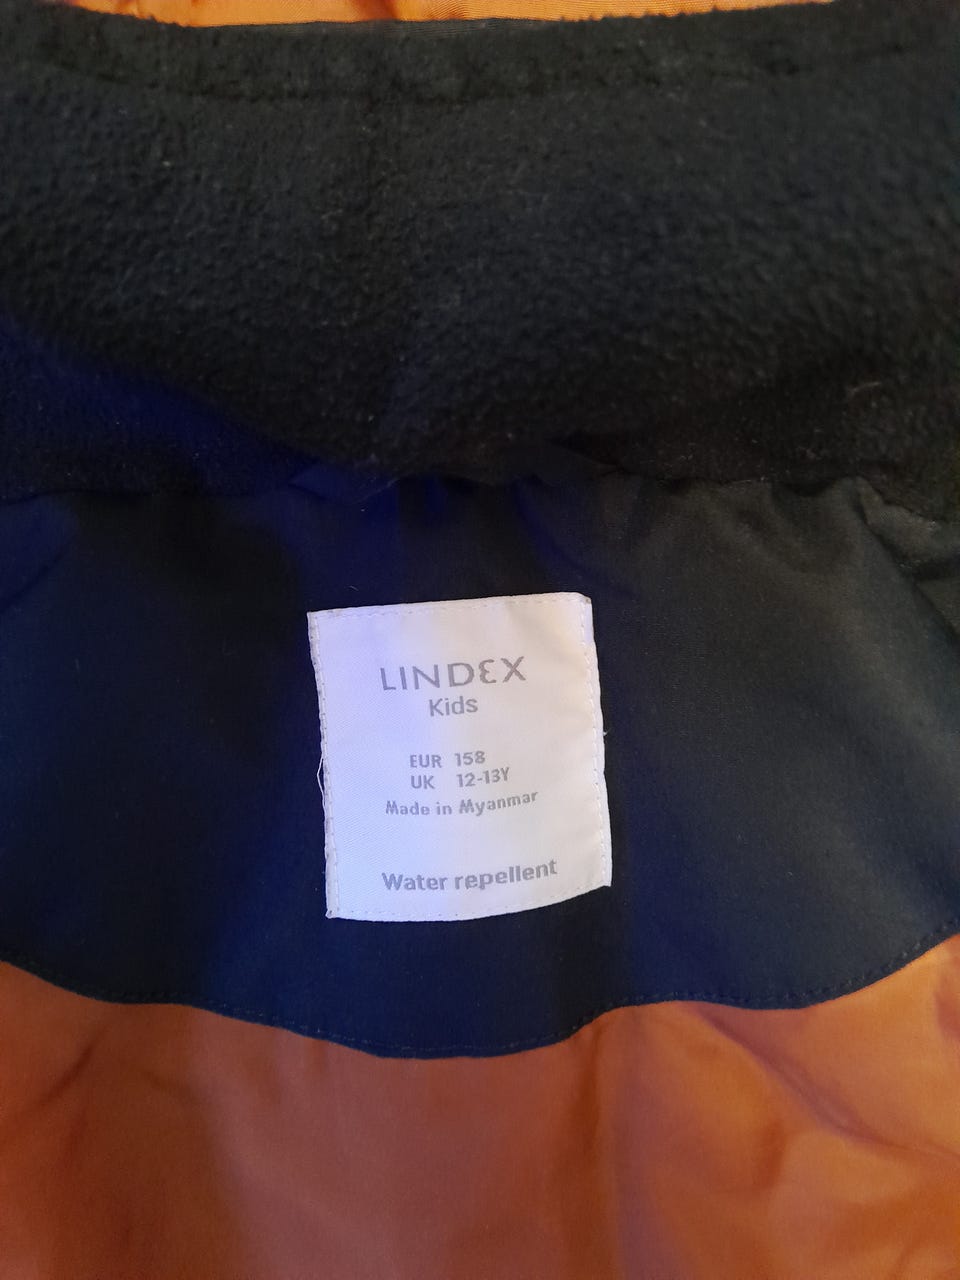 LINDEX
Kids
EUR 158
UK 12-13Y
Made in Myanmar
Water repellent